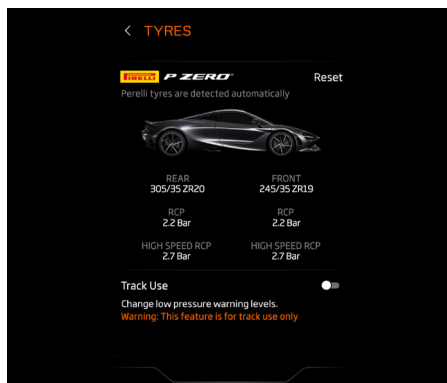 TYRES
PIRELLI P ZERO™ Reset
Perelli tyres are detected automatically
REAR FRONT
305/35 ZR20 245/35 ZR19
RCP RCP
2.2 Bar 2.2 Bar
HIGH SPEED RCP HIGH SPEED RCP
2.7 Bar 2.7 Bar
Track Use
Change low pressure warning levels.
Warning: This feature is for track use only